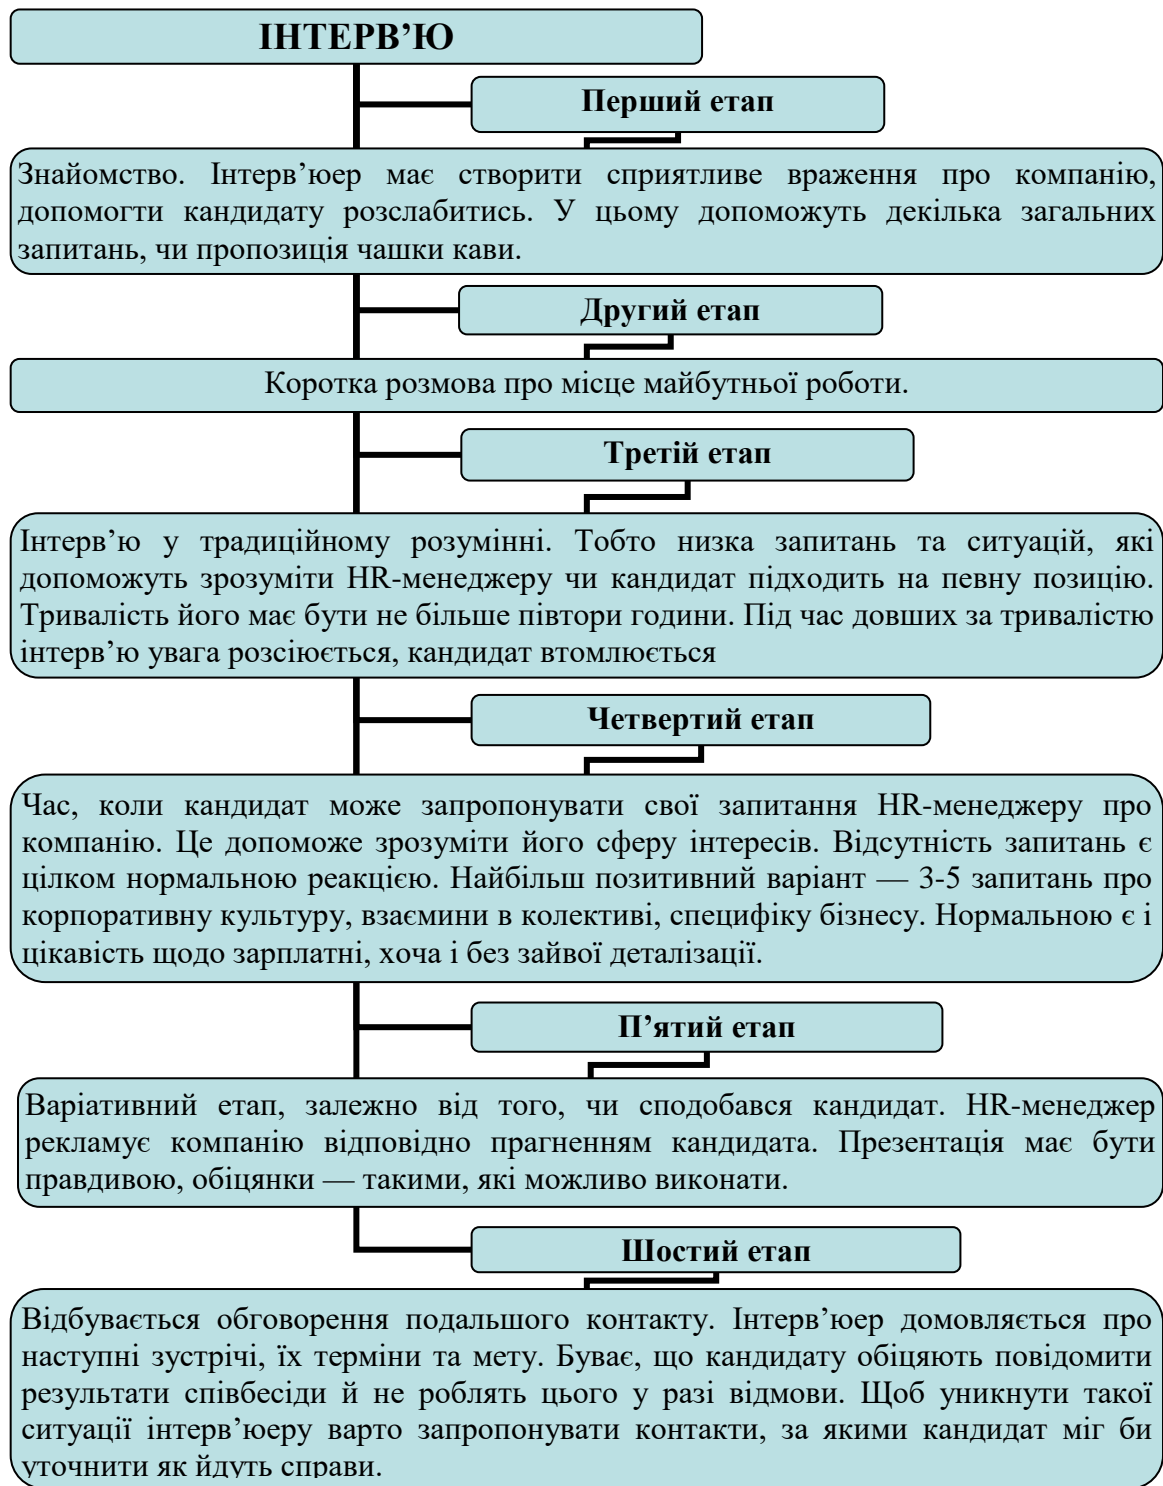 ІНТЕРВ’Ю
Перший етап
Знайомство. Інтерв’юер має створити сприятливе враження про компанію,
допомогти кандидату розслабитись. У цьому допоможуть декілька загальних
запитань, чи пропозиція чашки кави.
Другий етап
Коротка розмова про місце майбутньої роботи.
Третій етап
Інтерв’ю у традиційному розумінні. Тобто низка запитань та ситуацій, які
допоможуть зрозуміти HR-менеджеру чи кандидат підходить на певну позицію.
Тривалість його має бути не більше півтори години. Під час довших за тривалістю
інтерв’ю увага розсіюється, кандидат втомлюється
Четвертий етап
Час, коли кандидат може запропонувати свої запитання HR-менеджеру про
компанію. Це допоможе зрозуміти його сферу інтересів. Відсутність запитань є
цілком нормальною реакцією. Найбільш позитивний варіант — 3-5 запитань про
корпоративну культуру, взаємини в колективі, специфіку бізнесу. Нормальною є і
цікавість щодо зарплатні, хоча і без зайвої деталізації.
П’ятий етап
Варіативний етап, залежно від того, чи сподобався кандидат. HR-менеджер
рекламує компанію відповідно прагненням кандидата. Презентація має бути
правдивою, обіцянки — такими, які можливо виконати.
Шостий етап
Відбувається обговорення подальшого контакту. Інтерв’юер домовляється про
наступні зустрічі, їх терміни та мету. Буває, що кандидату обіцяють повідомити
результати співбесіди й не роблять цього у разі відмови. Щоб уникнути такої
ситуації інтерв’юеру варто запропонувати контакти, за якими кандидат міг би
уточнити як йдуть справи.